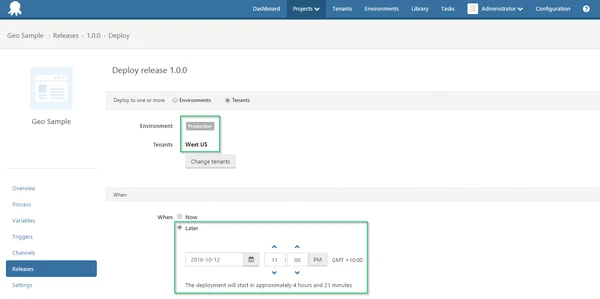 Dashboard Projects Tenants Environments Library Tasks Administrator Configuration
Geo Sample > Releases > 1.0.0 > Deploy
Deploy release 1.0.0
Deploy to one or more Environments Tenants
Geo Sample
Environment Production
Tenants West US
Change tenants
Overview
Process
Variables
Triggers
Channels
Releases
Settings
When
When Now
Later
2016-10-12 11 : 00 PM GMT +10:00
The deployment will start in approximately 4 hours and 21 minutes